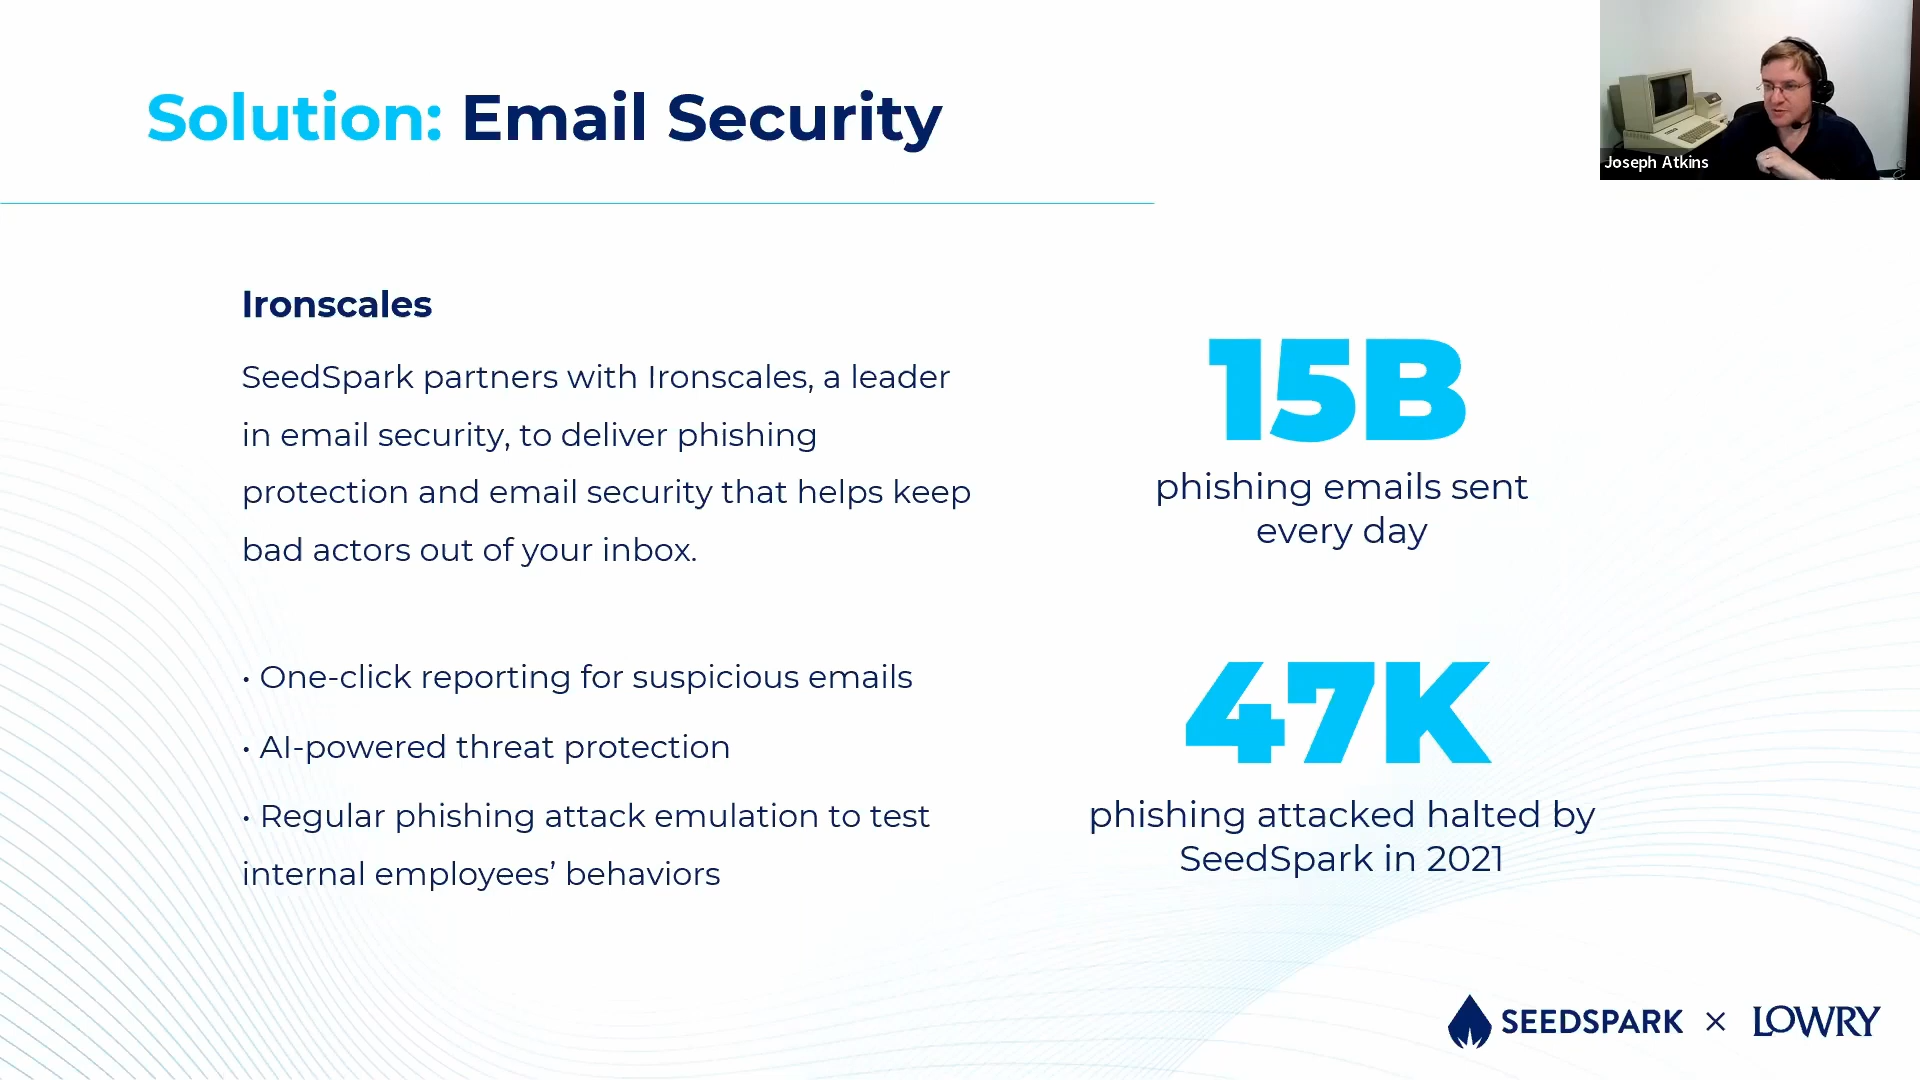 Solution: Email Security
Joseph Atkins
Ironscales
SeedSpark partners with Ironscales, a leader
in email security, to deliver phishing
protection and email security that helps keep
bad actors out of your inbox.
• One-click reporting for suspicious emails
• AI-powered threat protection
• Regular phishing attack emulation to test
internal employees’ behaviors
15B
phishing emails sent
every day
47K
phishing attacked halted by
SeedSpark in 2021
SEEDSPARK × LOWRY